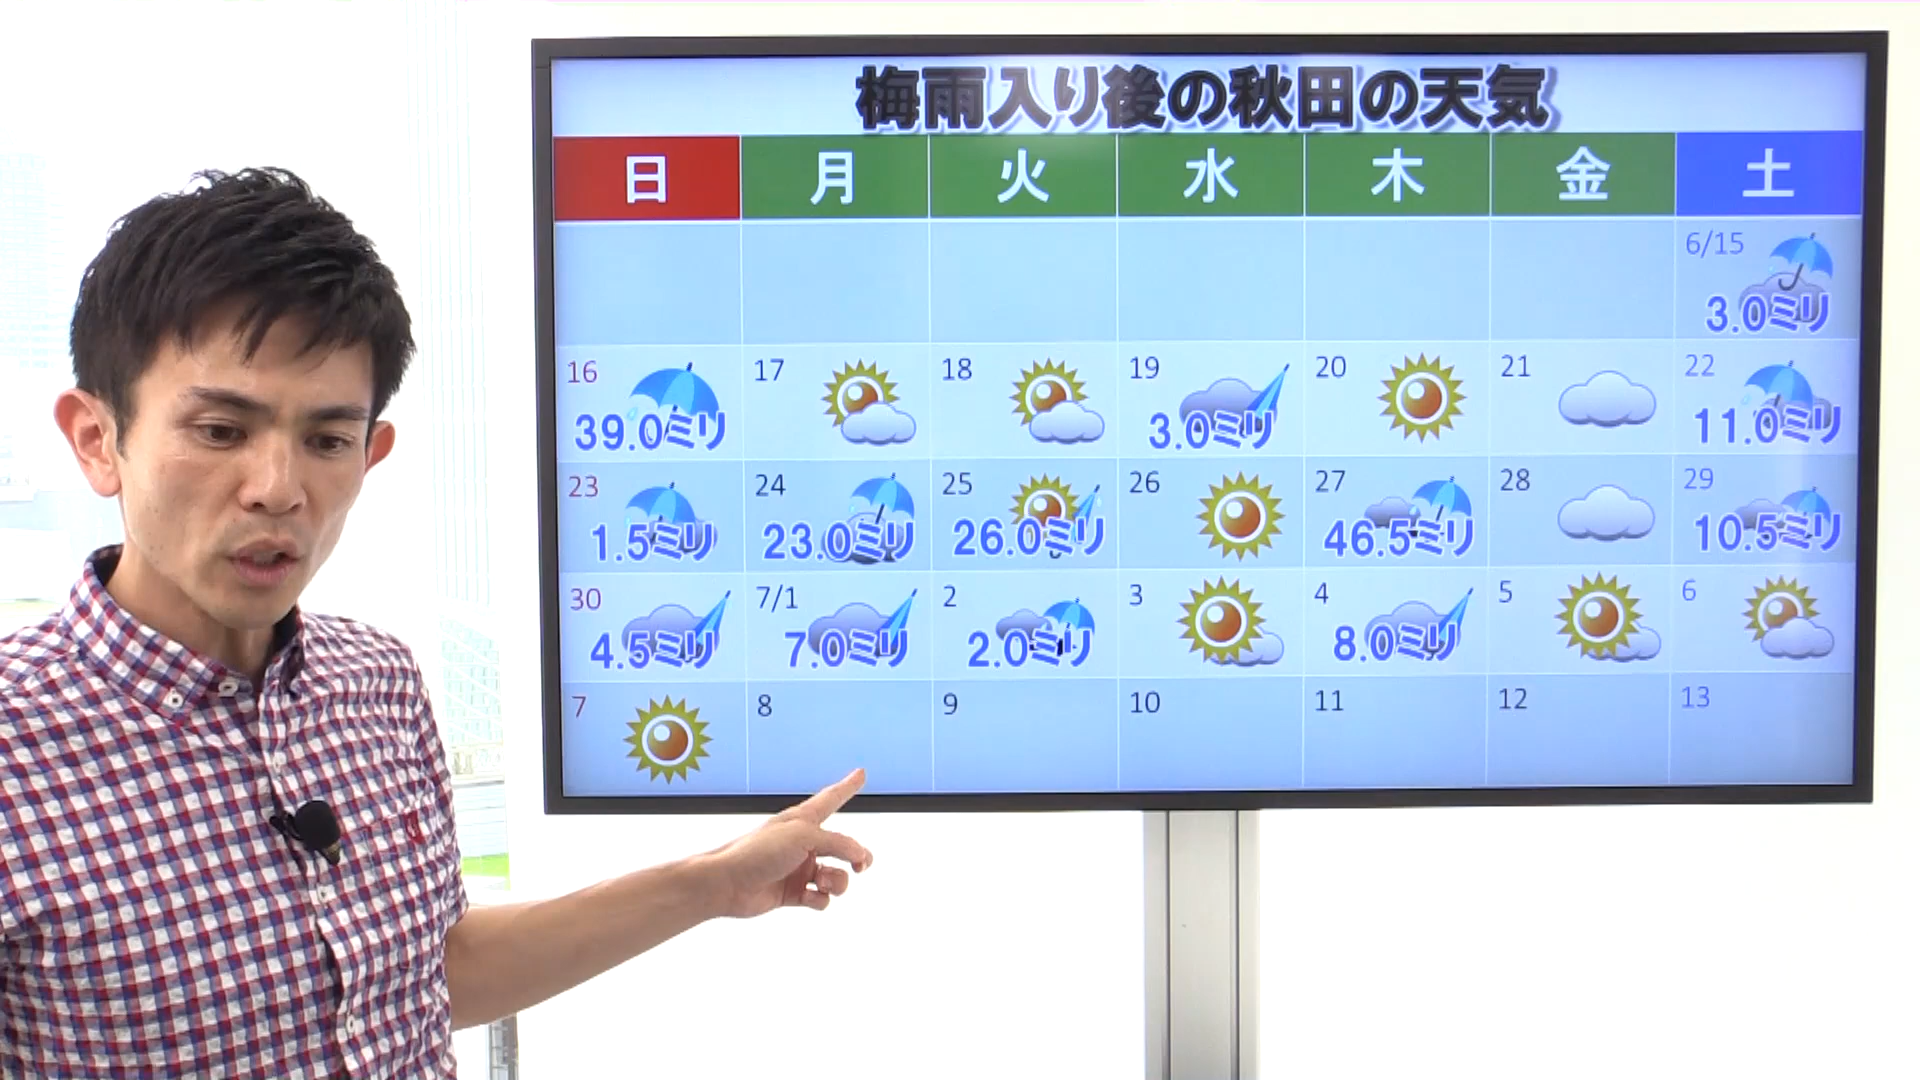 梅雨入り後の秋田の天気
日 月 火 水 木 金 土
6/15
3.0ミリ
16 17 18 19 20 21 22
39.0ミリ 3.0ミリ 11.0ミリ
23 24 25 26 27 28 29
1.5ミリ 23.0ミリ 26.0ミリ 46.5ミリ 10.5ミリ
30 7/1 2 3 4 5 6
4.5ミリ 7.0ミリ 2.0ミリ 8.0ミリ
7 8 9 10 11 12 13